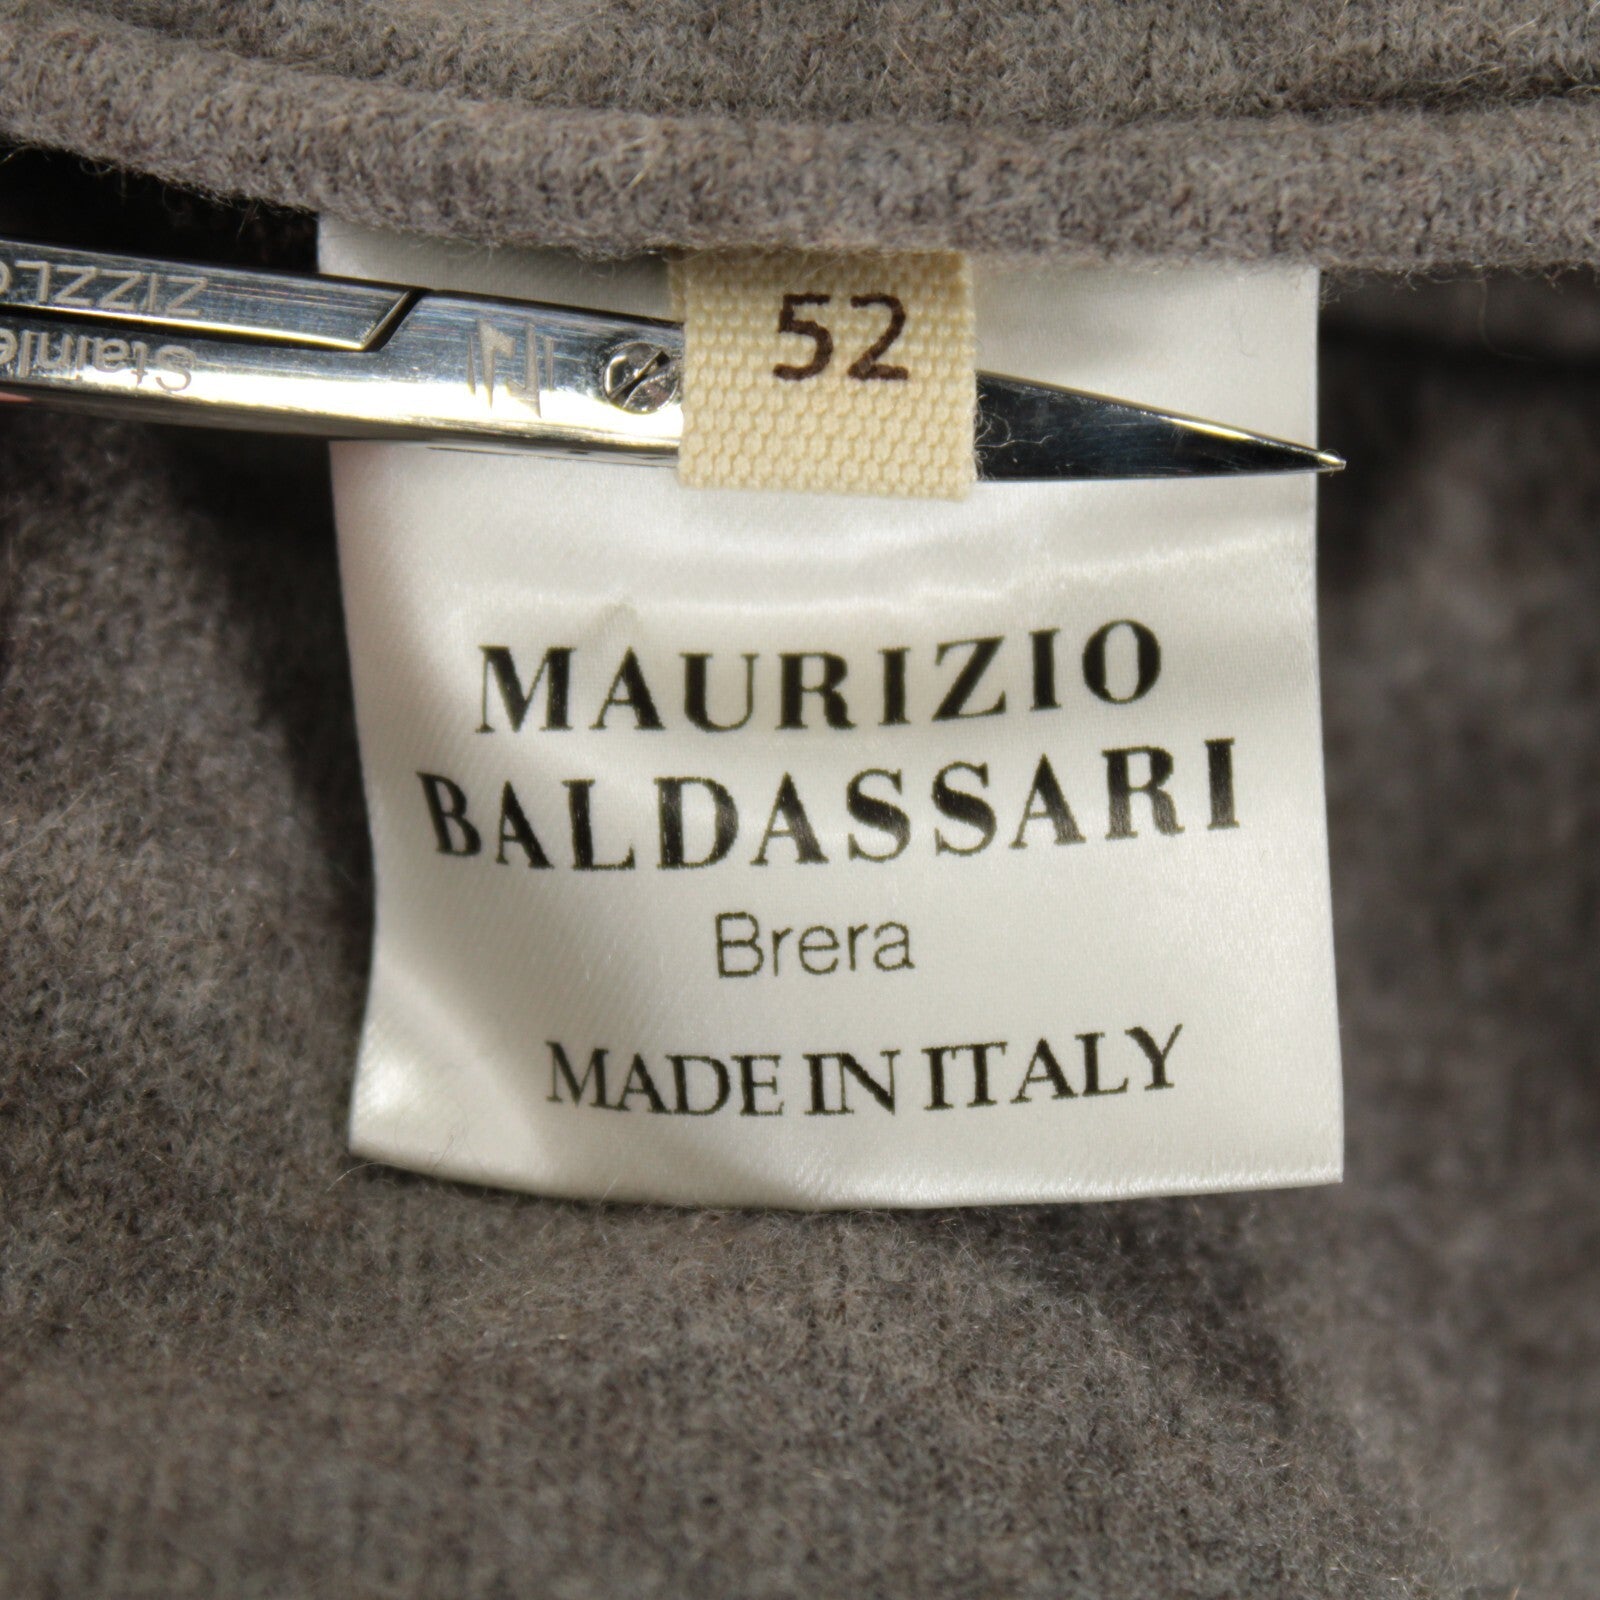 52
MAURIZIO
BALDASSARI
Brera
MADE IN ITALY